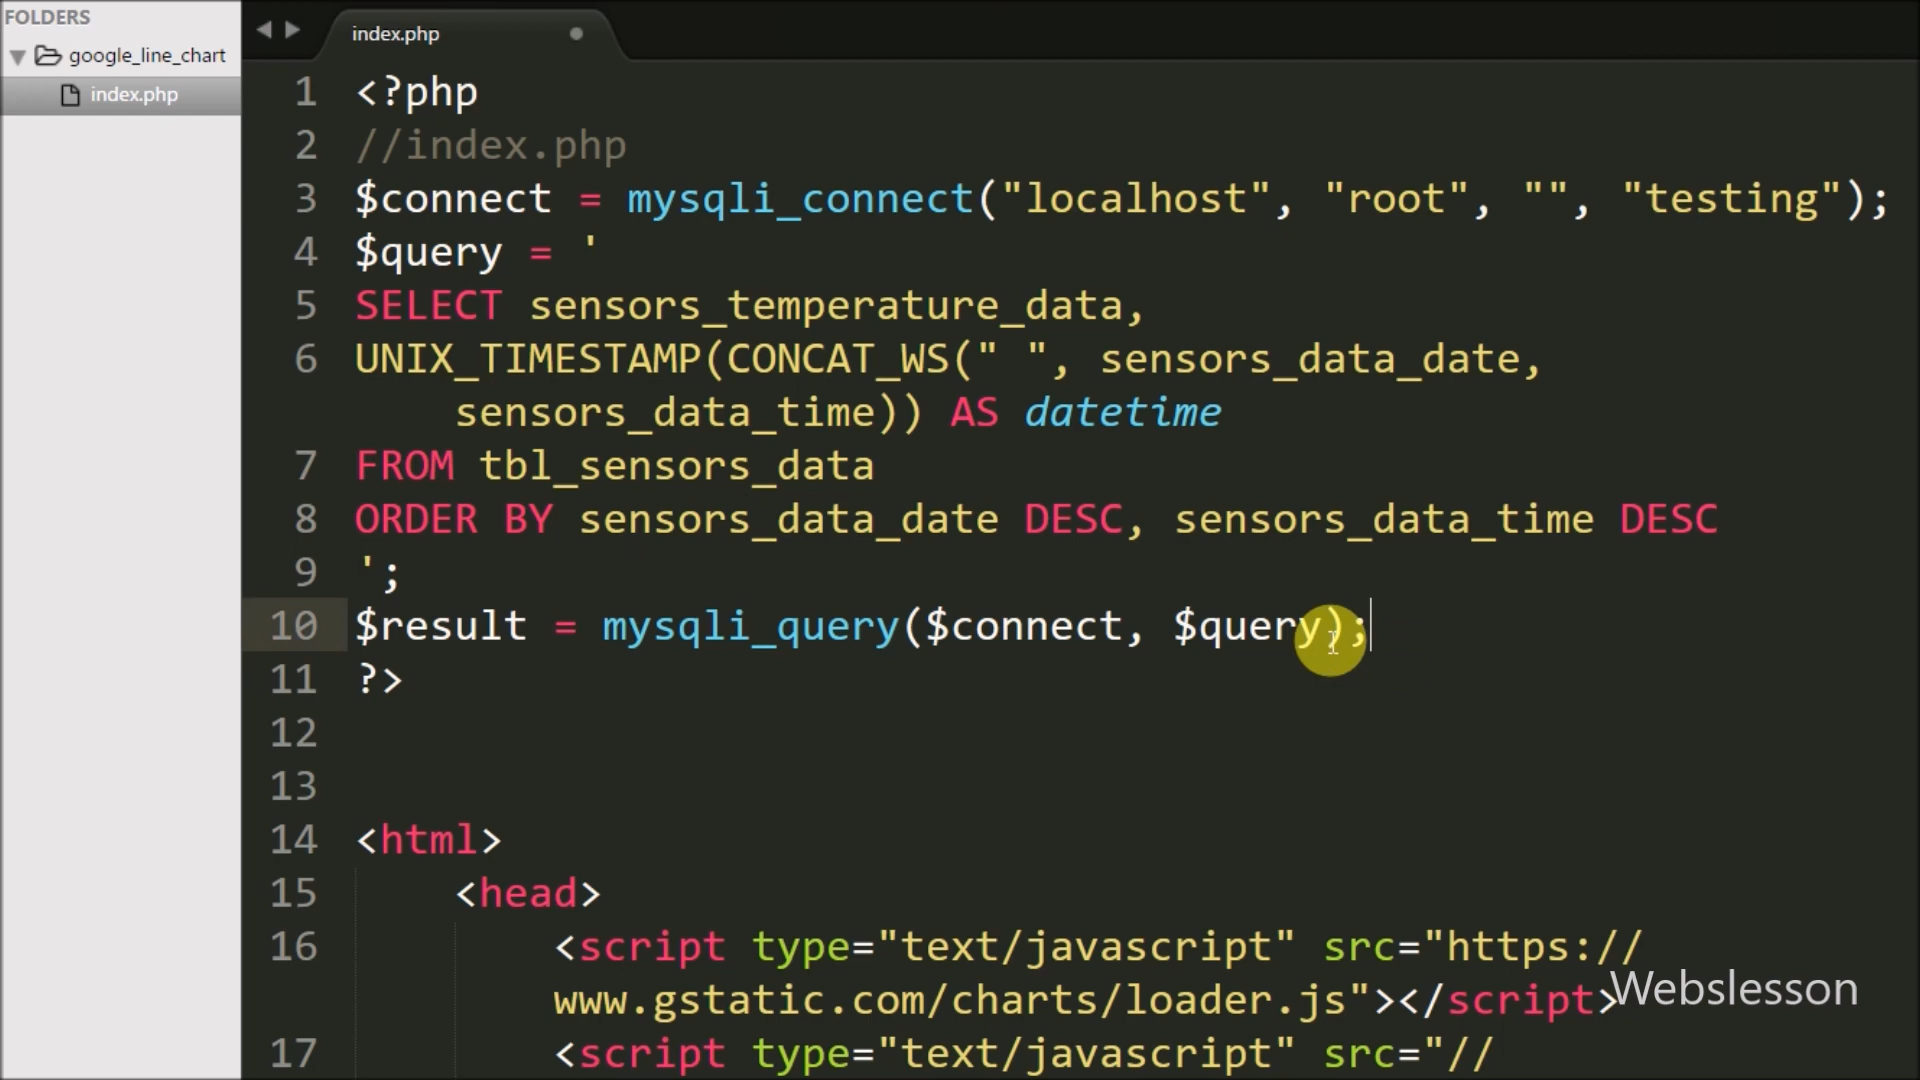 FOLDERS
google_line_chart
index.php
index.php
1 <?php
2 //index.php
3 $connect = mysqli_connect("localhost", "root", "", "testing");
4 $query = '
5 SELECT sensors_temperature_data,
6 UNIX_TIMESTAMP(CONCAT_WS(" ", sensors_data_date,
sensors_data_time)) AS datetime
7 FROM tbl_sensors_data
8 ORDER BY sensors_data_date DESC, sensors_data_time DESC
9 ';
10 $result = mysqli_query($connect, $query);
11 ?>
12
13
14 <html>
15 <head>
16 <script type="text/javascript" src="https://
www.gstatic.com/charts/loader.js"></script>
17 <script type="text/javascript" src="//
Webslesson